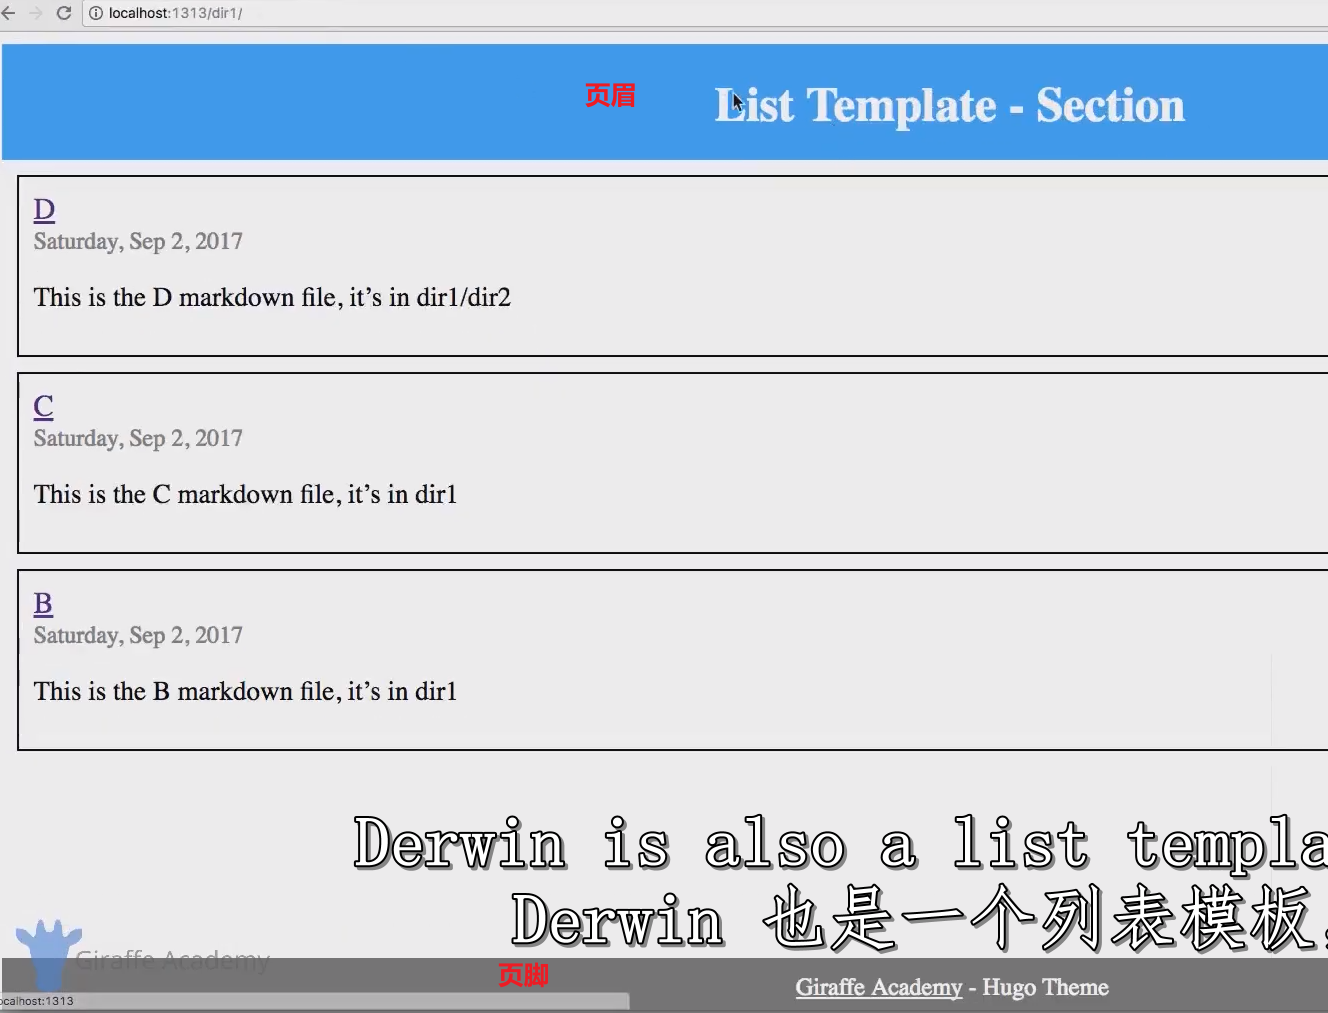 localhost:1313/dir1/
页眉
List Template - Section
D
Saturday, Sep 2, 2017
This is the D markdown file, it's in dir1/dir2
C
Saturday, Sep 2, 2017
This is the C markdown file, it's in dir1
B
Saturday, Sep 2, 2017
This is the B markdown file, it's in dir1
Derwin is also a list templa
Derwin 也是一个列表模板,
Giraffe Academy
页脚
Giraffe Academy - Hugo Theme
ocalhost:1313